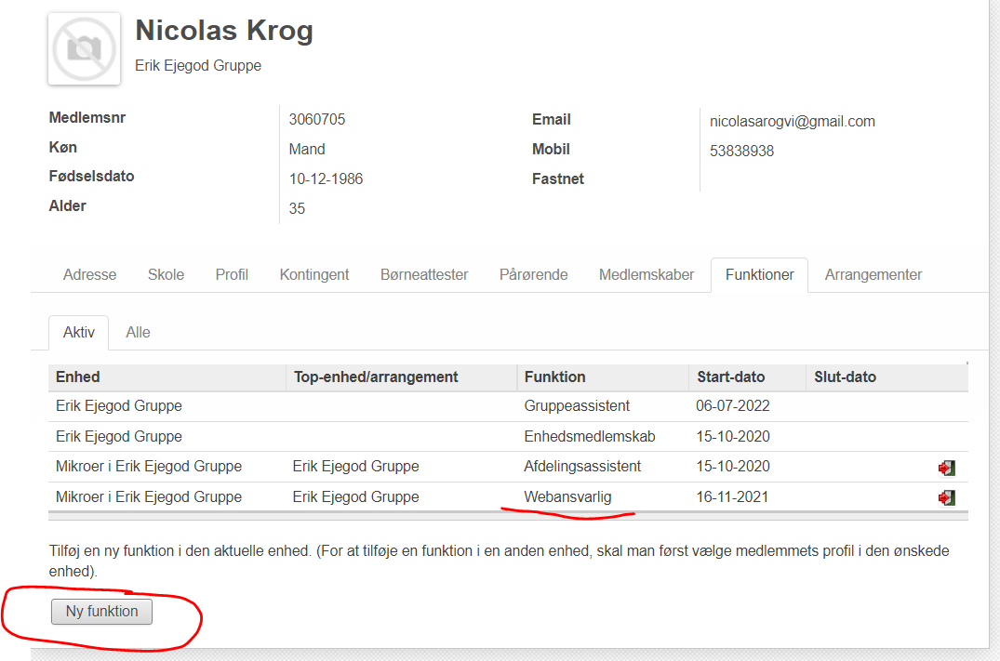 Nicolas Krog
Erik Ejegod Gruppe
Medlemsnr 3060705
Køn Mand
Fødselsdato 10-12-1986
Alder 35
Email nicolasarogvi@gmail.com
Mobil 53838938
Fastnet
Adresse Skole Profil Kontingent Børneattester Pårørende Medlemskaber Funktioner Arrangementer
Aktiv Alle
Enhed Top-enhed/arrangement Funktion Start-dato Slut-dato
Erik Ejegod Gruppe Gruppeassistent 06-07-2022
Erik Ejegod Gruppe Enhedsmedlemskab 15-10-2020
Mikroer i Erik Ejegod Gruppe Erik Ejegod Gruppe Afdelingsassistent 15-10-2020
Mikroer i Erik Ejegod Gruppe Erik Ejegod Gruppe Webansvarlig 16-11-2021
Tilføj en ny funktion i den aktuelle enhed. (For at tilføje en funktion i en anden enhed, skal man først vælge medlemmets profil i den ønskede
enhed).
Ny funktion